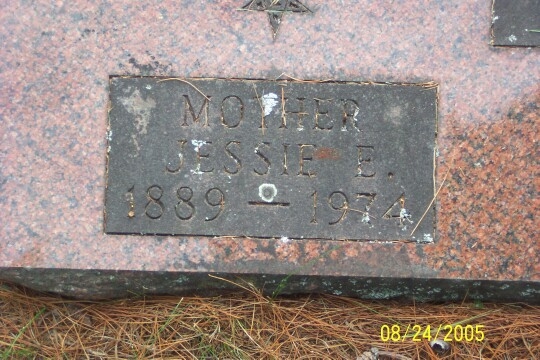 MOTHER
JESSIE E.
1889 — 1974
08/24/2005